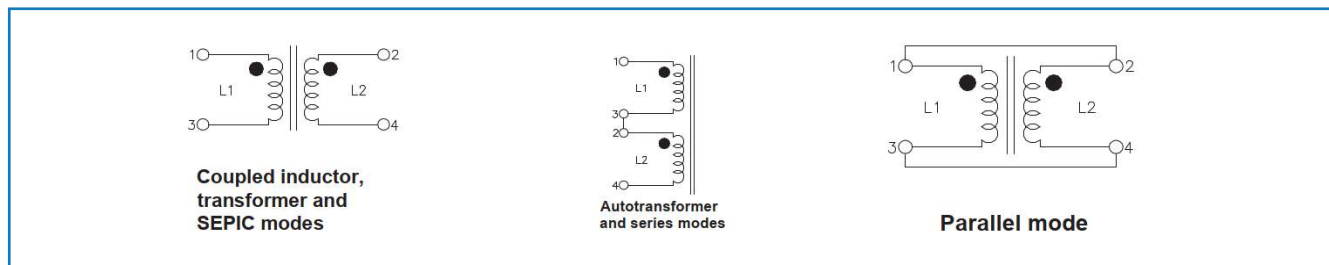 1
2
L1
L2
3
4
Coupled inductor,
transformer and
SEPIC modes
1
L1
3
2
L2
4
Autotransformer
and series modes
1
2
L1
L2
3
4
Parallel mode